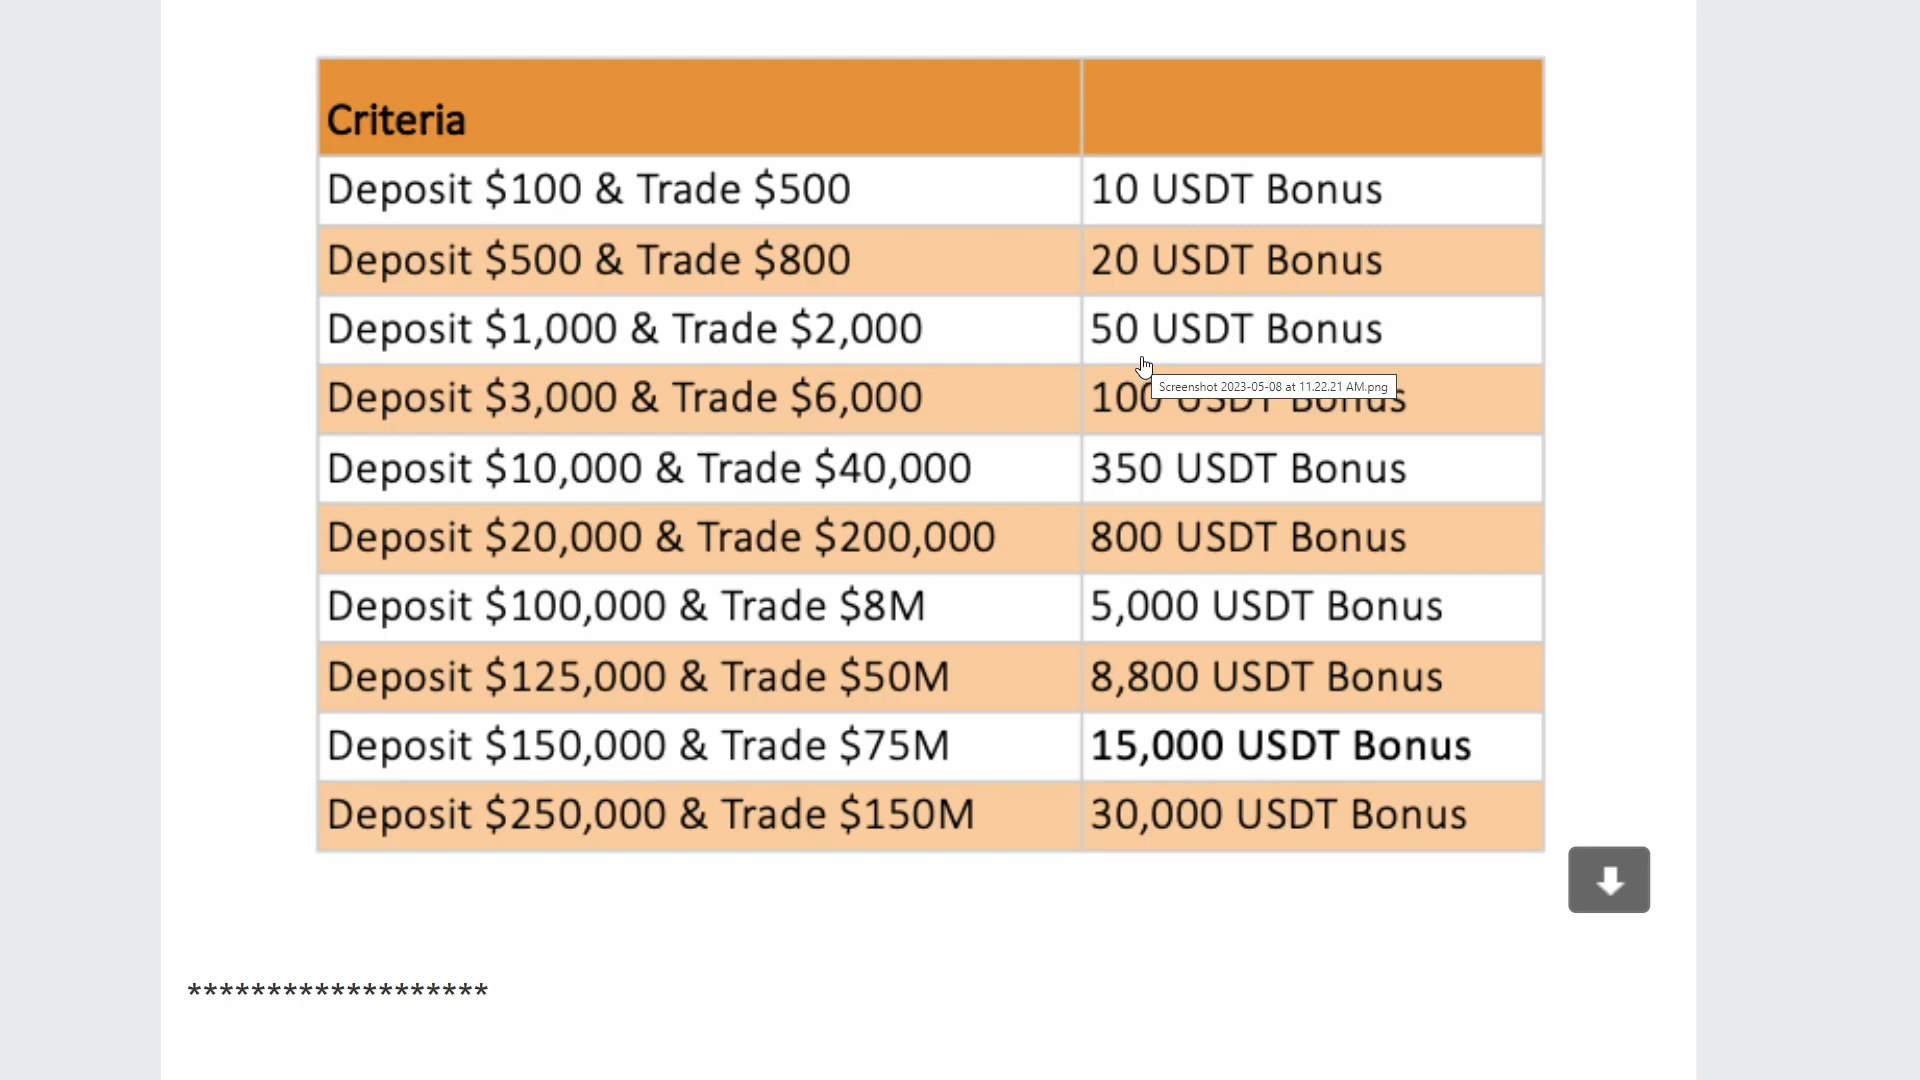 Criteria
Deposit $100 & Trade $500 10 USDT Bonus
Deposit $500 & Trade $800 20 USDT Bonus
Deposit $1,000 & Trade $2,000 50 USDT Bonus
Screenshot 2023-05-08 at 11.22.21 AM.png
Deposit $3,000 & Trade $6,000 100 USDT Bonus
Deposit $10,000 & Trade $40,000 350 USDT Bonus
Deposit $20,000 & Trade $200,000 800 USDT Bonus
Deposit $100,000 & Trade $8M 5,000 USDT Bonus
Deposit $125,000 & Trade $50M 8,800 USDT Bonus
Deposit $150,000 & Trade $75M 15,000 USDT Bonus
Deposit $250,000 & Trade $150M 30,000 USDT Bonus
*******************